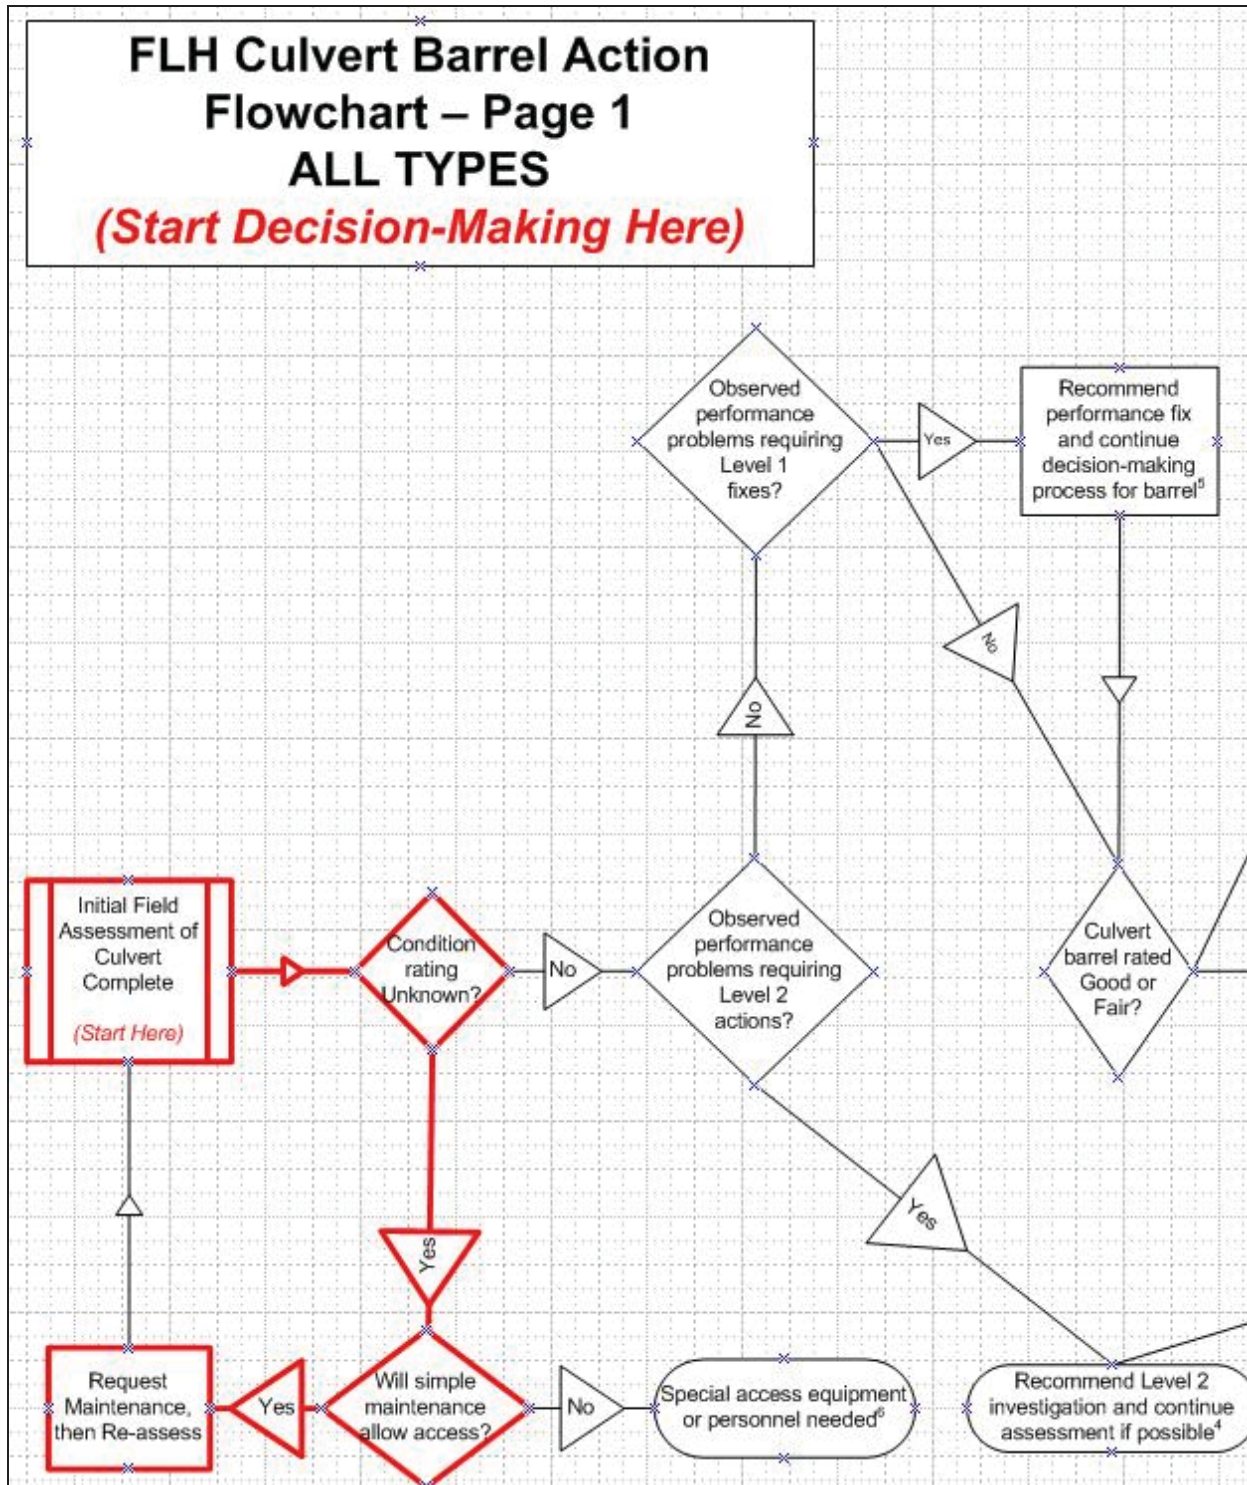 FLH Culvert Barrel Action
Flowchart – Page 1
ALL TYPES
(Start Decision-Making Here)
Observed
performance
problems requiring
Level 1
fixes?
Yes
Recommend
performance fix
and continue
decision-making
process for barrel⁵
No
No
Initial Field
Assessment of
Culvert
Complete
(Start Here)
Condition
rating
Unknown?
No
Observed
performance
problems requiring
Level 2
actions?
Culvert
barrel rated
Good or
Fair?
Yes
Yes
Request
Maintenance,
then Re-assess
Yes
Will simple
maintenance
allow access?
No
Special access equipment
or personnel needed⁶
Recommend Level 2
investigation and continue
assessment if possible⁴